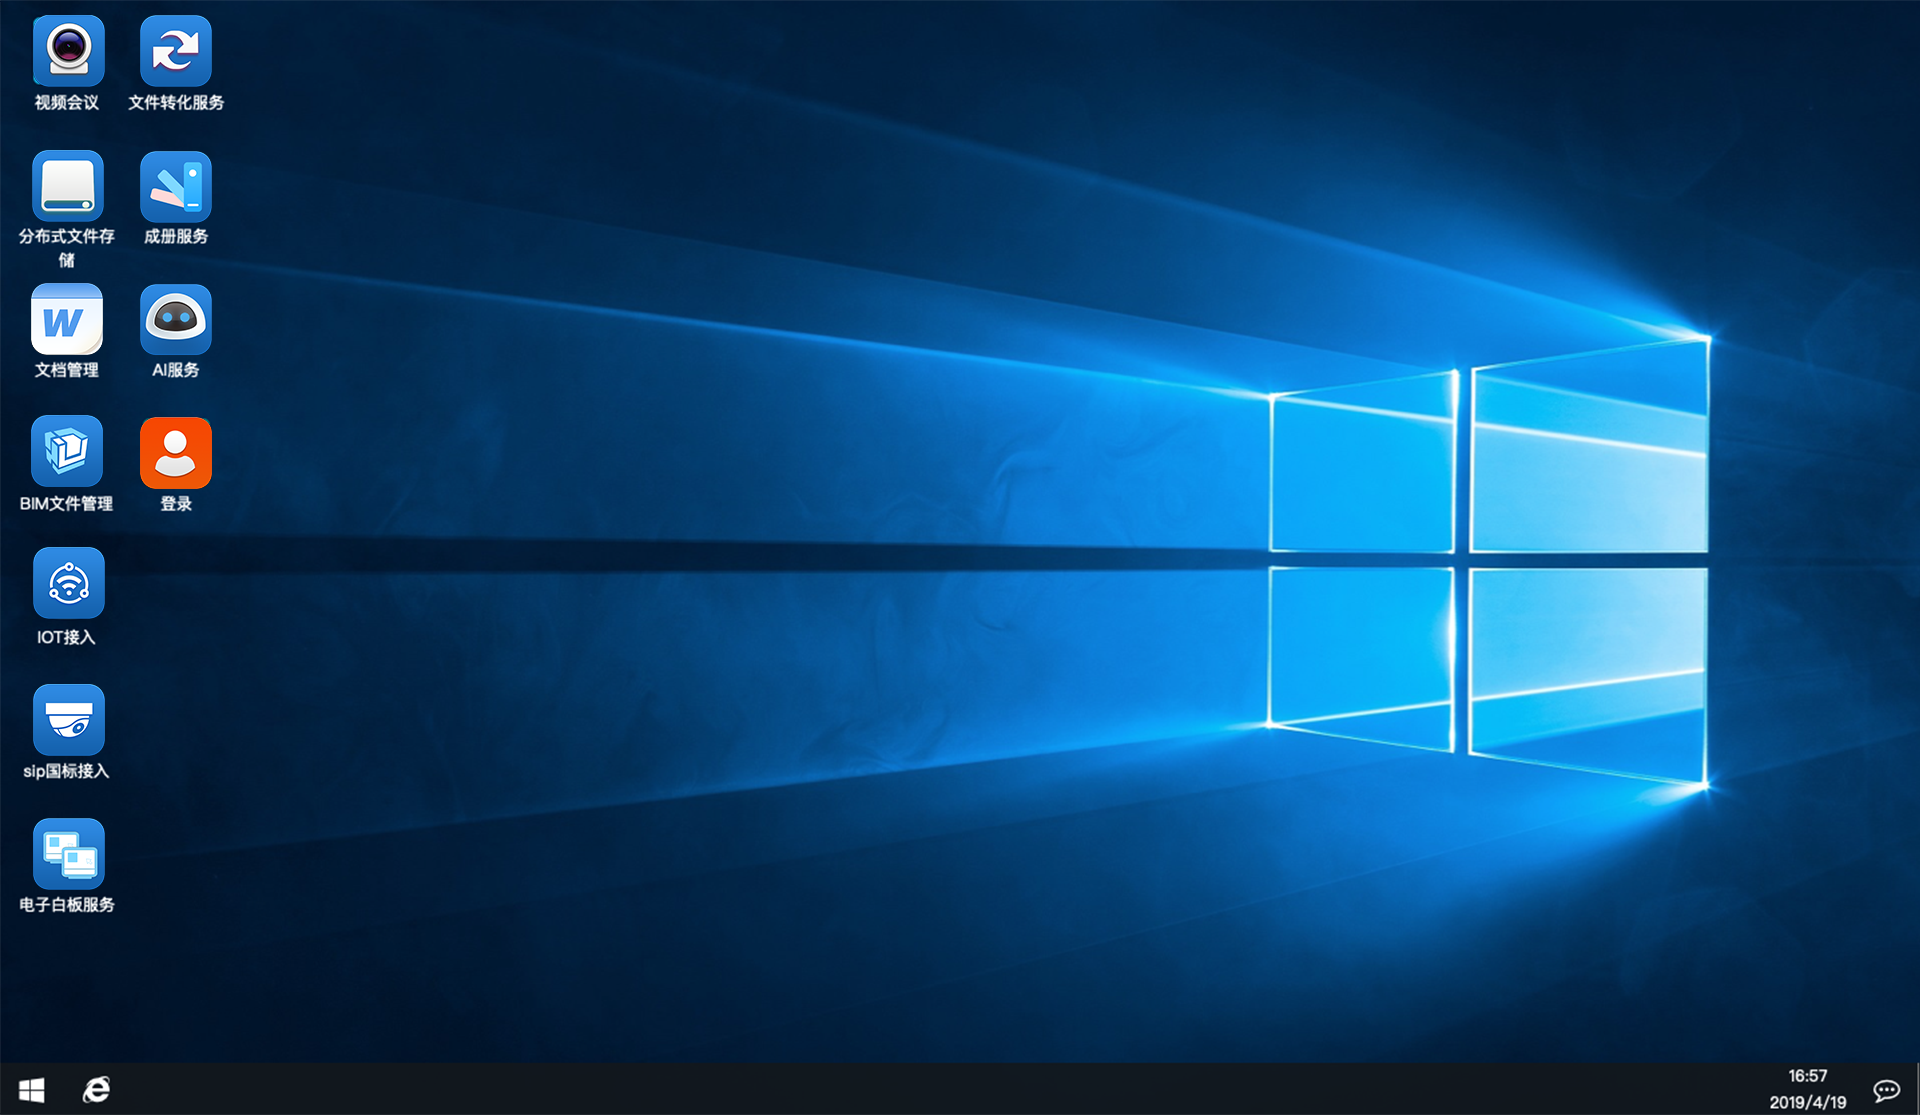 视频会议
文件转化服务
分布式文件存
储
成册服务
W
文档管理
AI服务
BIM文件管理
登录
IOT接入
sip国标接入
电子白板服务
16:57
2019/4/19